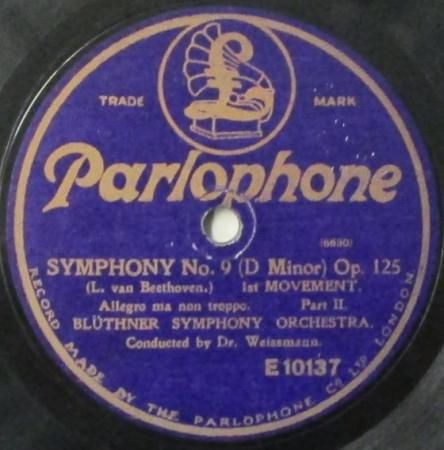 TRADE MARK
Parlophone
(6630)
SYMPHONY No. 9 (D Minor) Op. 125
(L. van Beethoven.) 1st MOVEMENT.
Allegro ma non troppo. Part II.
BLÜTHNER SYMPHONY ORCHESTRA.
Conducted by Dr. Weissmann.
E 10137
RECORD MADE BY THE PARLOPHONE Co LTD LONDON.